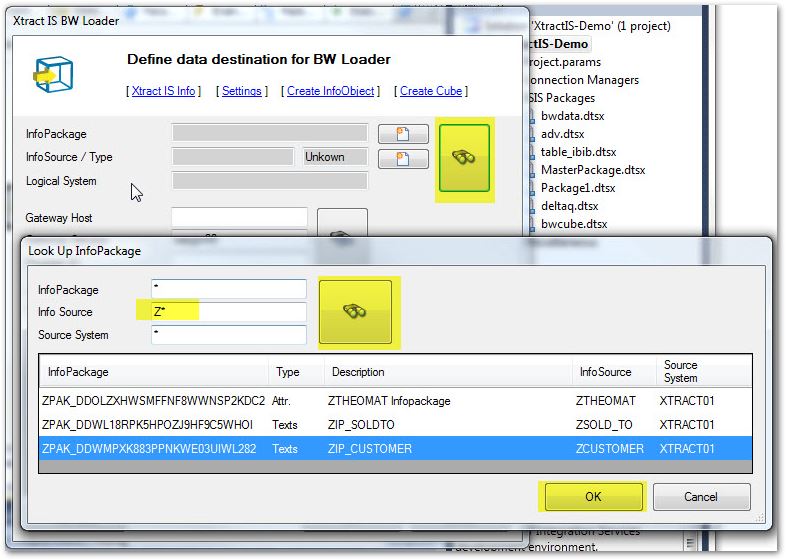 Xtract IS BW Loader
Define data destination for BW Loader
[ Xtract IS Info ] [ Settings ] [ Create InfoObject ] [ Create Cube ]
InfoPackage
InfoSource / Type Unkown
Logical System
Gateway Host
'XtractIS-Demo' (1 project)
ctIS-Demo
roject.params
onnection Managers
SIS Packages
bwdata.dtsx
adv.dtsx
table_ibib.dtsx
MasterPackage.dtsx
Package1.dtsx
deltaq.dtsx
bwcube.dtsx
Look Up InfoPackage
InfoPackage *
Info Source Z*
Source System *
InfoPackage Type Description InfoSource Source System
ZPAK_DDOLZXHWSMFFNF8WWNSP2KDC2 Attr. ZTHEOMAT Infopackage ZTHEOMAT XTRACT01
ZPAK_DDWL18RPK5HPOZJ9HF9C5WHOI Texts ZIP_SOLDTO ZSOLD_TO XTRACT01
ZPAK_DDWMPXK883PPNKWE03UIWL282 Texts ZIP_CUSTOMER ZCUSTOMER XTRACT01
OK Cancel
Integration Services
development environment.